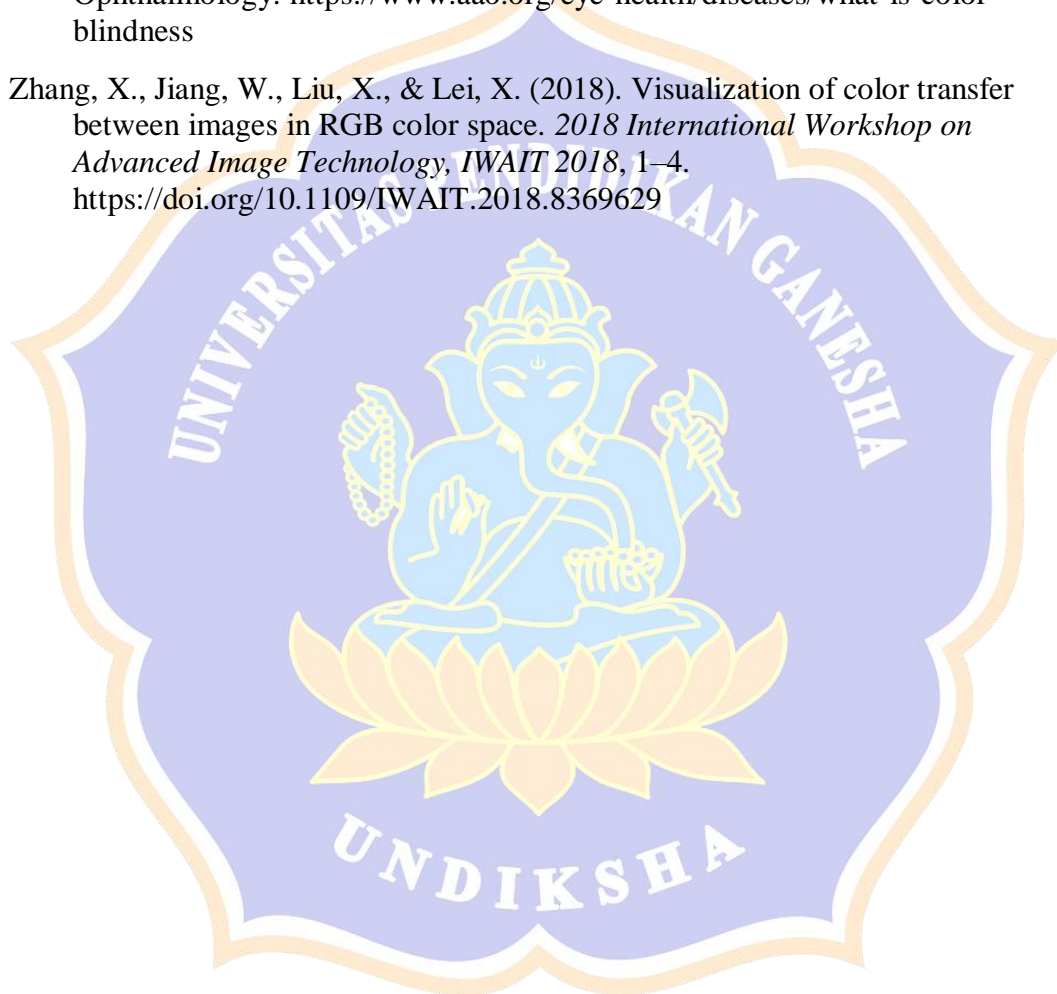 Ophthalmology. https://www.aao.org/eye-health/diseases/what-is-color-
blindness
Zhang, X., Jiang, W., Liu, X., & Lei, X. (2018). Visualization of color transfer
between images in RGB color space. 2018 International Workshop on
Advanced Image Technology, IWAIT 2018, 1–4.
https://doi.org/10.1109/IWAIT.2018.8369629
UNIVERSITAS PENDIDIKAN GANESHA
UNDIKSHA